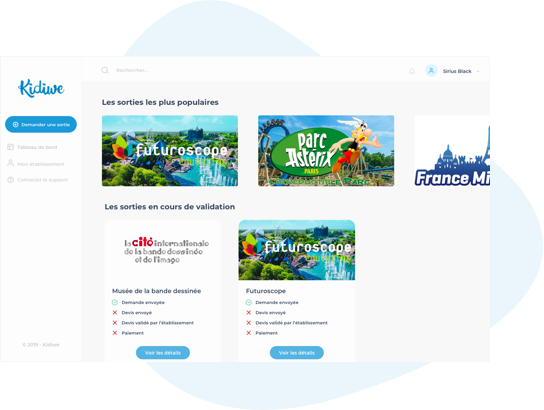 Kidiwe
Rechercher...
Sirius Black
Demander une sortie
Tableau de bord
Mon établissement
Contacter le support
© 2019 - Kidiwe
Les sorties les plus populaires
futuroscope
Parc
Astérix
PARIS
France Mi
Les sorties en cours de validation
la cité internationale
de la bande dessinée
et de l'image
Musée de la bande dessinée
Demande envoyée
Devis envoyé
Devis validé par l'établissement
Paiement
Voir les détails
futuroscope
Futuroscope
Demande envoyée
Devis envoyé
Devis validé par l'établissement
Paiement
Voir les détails